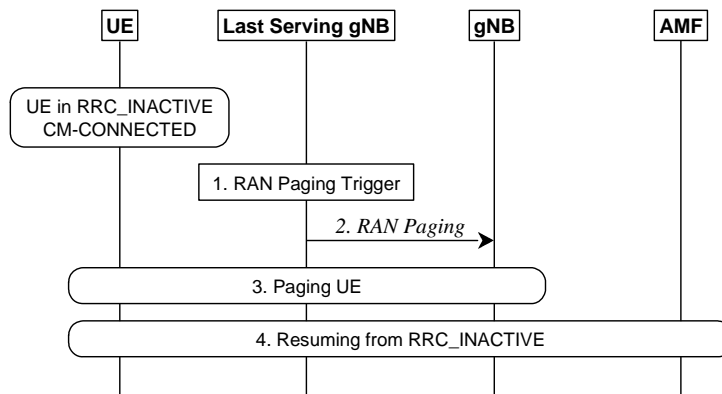 UE
Last Serving gNB
gNB
AMF
UE in RRC_INACTIVE
CM-CONNECTED
1. RAN Paging Trigger
2. RAN Paging
3. Paging UE
4. Resuming from RRC_INACTIVE